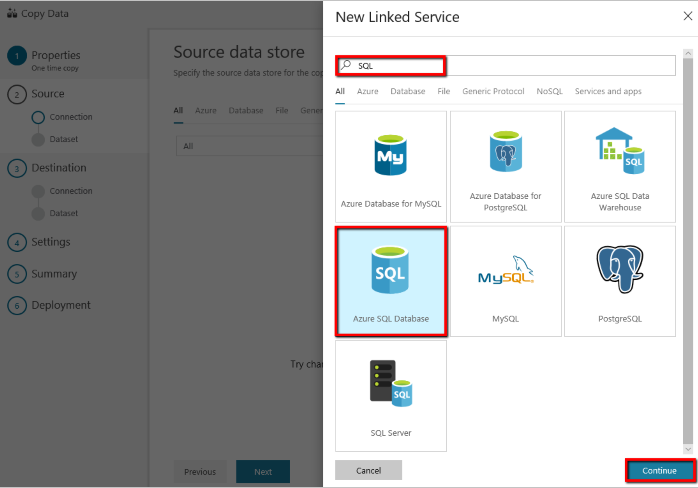 Copy Data
1
Properties
One time copy
2
Source
Connection
Dataset
3
Destination
Connection
Dataset
4
Settings
5
Summary
6
Deployment
Source data store
Specify the source data store for the cop
All Azure Database File Gener
All
Try char
Previous Next
New Linked Service
SQL
All Azure Database File Generic Protocol NoSQL Services and apps
My
Azure Database for MySQL
Azure Database for
PostgreSQL
SQL
Azure SQL Data
Warehouse
SQL
Azure SQL Database
MySQL
MySQL
PostgreSQL
SQL
SQL Server
Cancel Continue